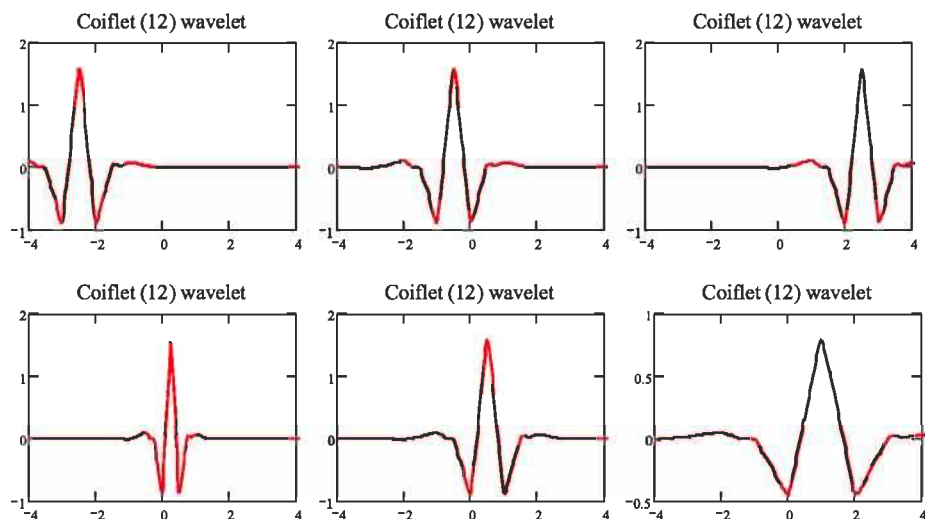 Coiflet (12) wavelet Coiflet (12) wavelet Coiflet (12) wavelet
2 2 2
1 1 1
0 0 0
−1 −1 −1
−4 −2 0 2 4 −4 −2 0 2 4 −4 −2 0 2 4
Coiflet (12) wavelet Coiflet (12) wavelet Coiflet (12) wavelet
2 2 1
1 1 0.5
0 0 0
−1 −1 −0.5
−4 −2 0 2 4 −4 −2 0 2 4 −4 −2 0 2 4